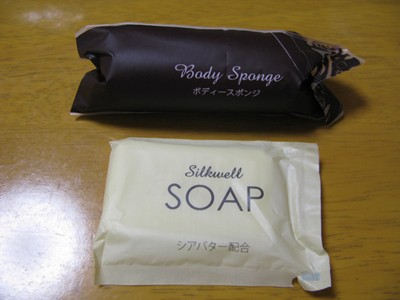 Body Sponge
ボディースポンジ
Silkwell
SOAP
シアバター配合